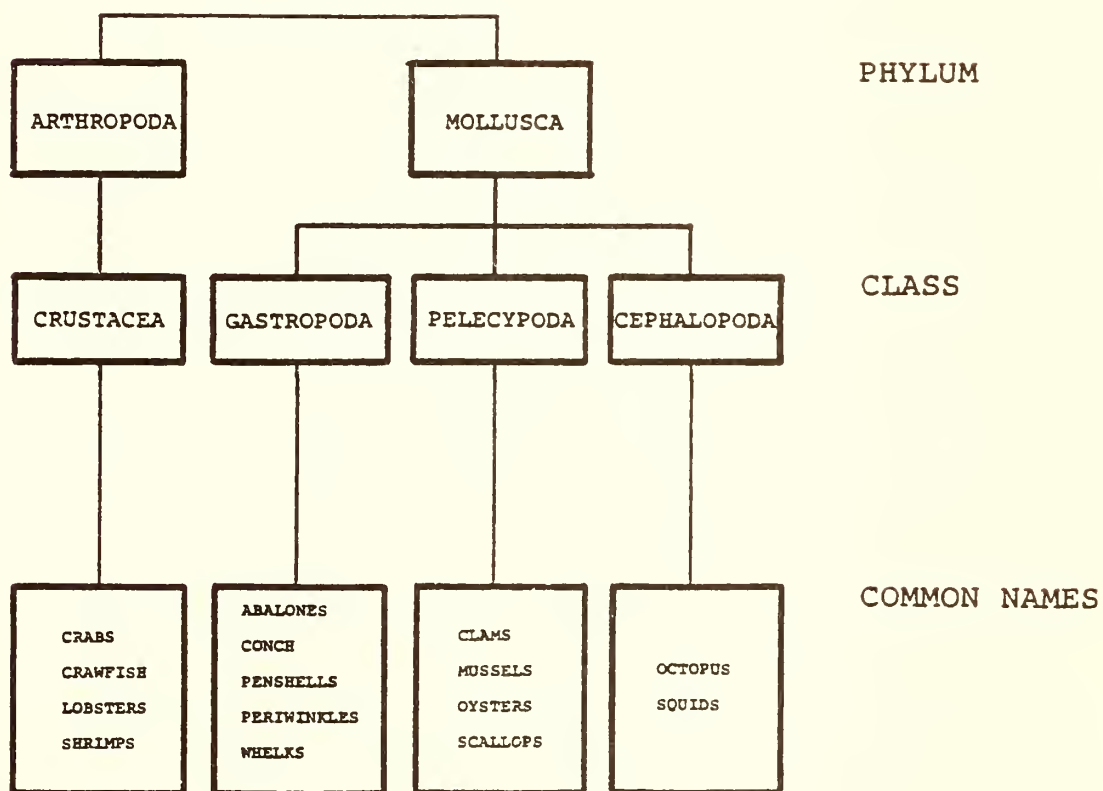 PHYLUM
ARTHROPODA
MOLLUSCA
CLASS
CRUSTACEA
GASTROPODA
PELECYPODA
CEPHALOPODA
COMMON NAMES
CRABS
CRAWFISH
LOBSTERS
SHRIMPS
ABALONES
CONCH
PENSHELLS
PERIWINKLES
WHELKS
CLAMS
MUSSELS
OYSTERS
SCALLOPS
OCTOPUS
SQUIDS